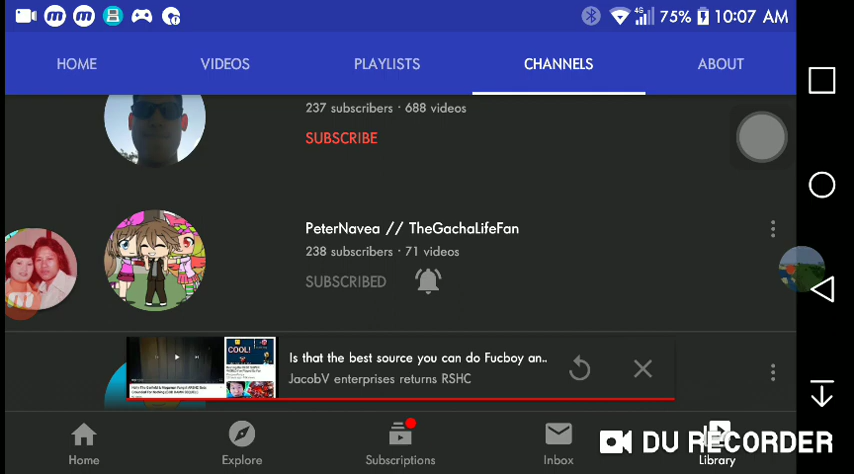 4G 75% 10:07 AM
HOME VIDEOS PLAYLISTS CHANNELS ABOUT
237 subscribers · 688 videos
SUBSCRIBE
PeterNavea // TheGachaLifeFan
238 subscribers · 71 videos
SUBSCRIBED
COOL!
Is that the best source you can do Fucboy an..
JacobV enterprises returns RSHC
Home Explore Subscriptions Inbox Library
DU RECORDER